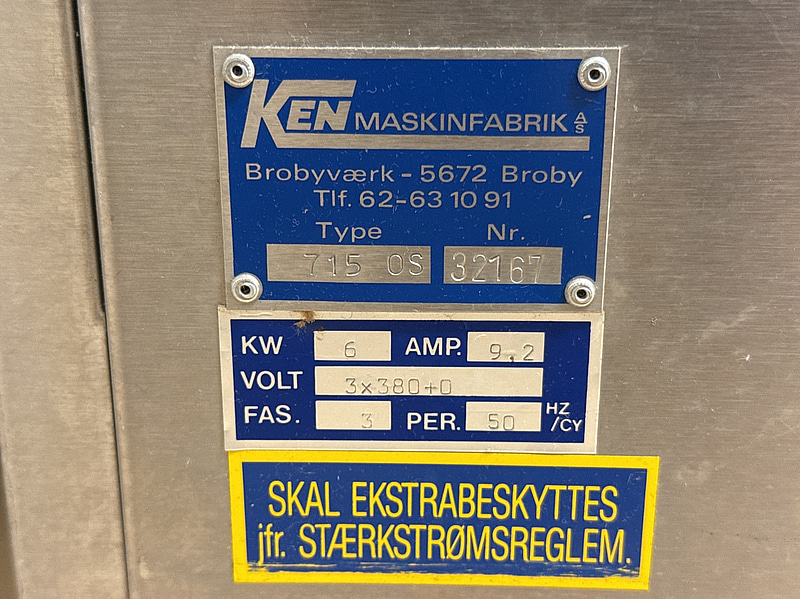 KEN MASKINFABRIK A/S
Brobyværk - 5672 Broby
Tlf. 62-63 10 91
Type Nr.
715 OS 32167
KW 6 AMP. 9,2
VOLT 3x380+0
FAS. 3 PER. 50 HZ/CY
SKAL EKSTRABESKYTTES
jfr. STÆRKSTRØMSREGLEM.